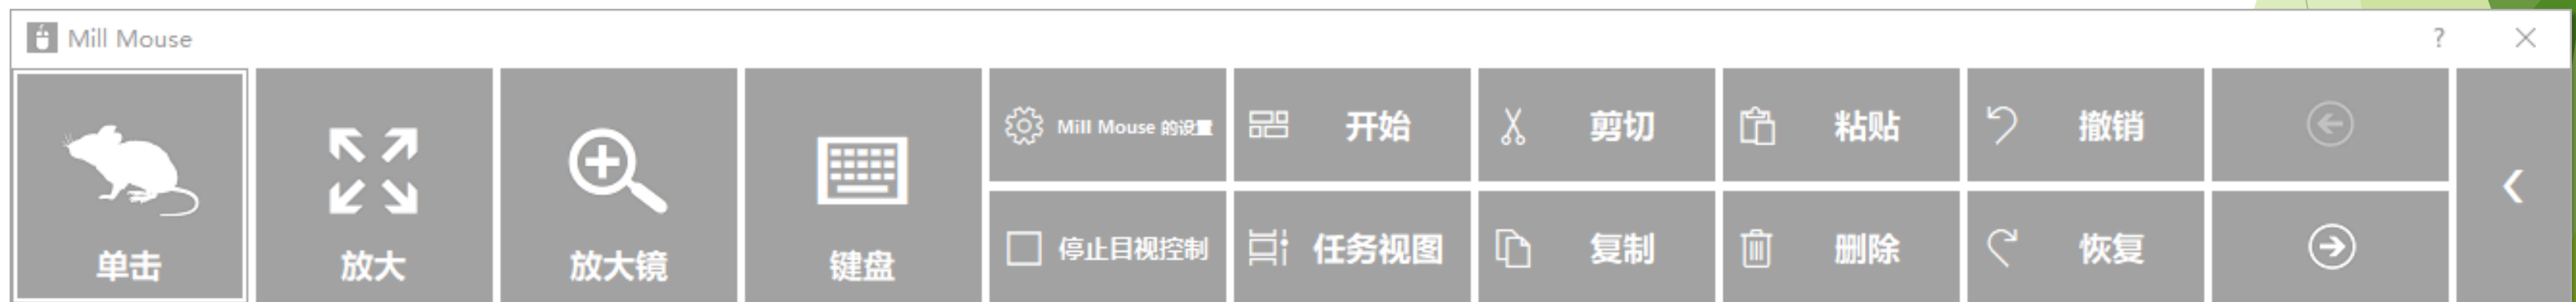 Mill Mouse
?
单击
放大
放大镜
键盘
Mill Mouse 的设置
开始
剪切
粘贴
撤销
停止目视控制
任务视图
复制
删除
恢复